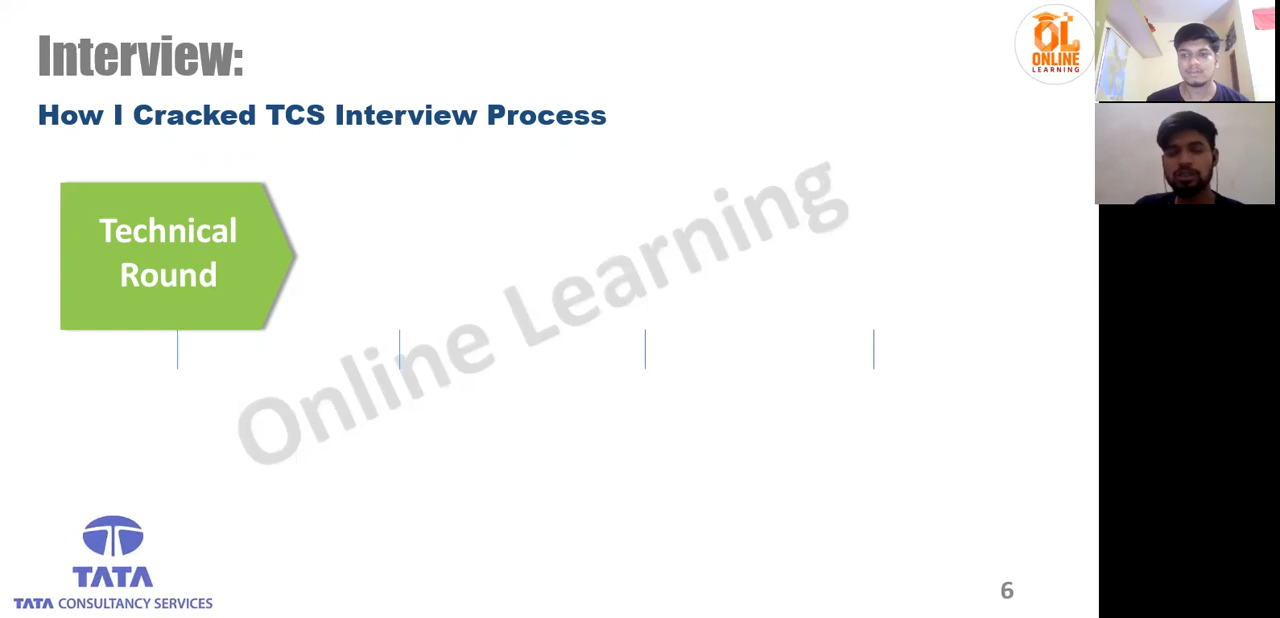 Interview:
How I Cracked TCS Interview Process
OL
ONLINE
LEARNING
Technical
Round
Online Learning
TATA
TATA CONSULTANCY SERVICES
6